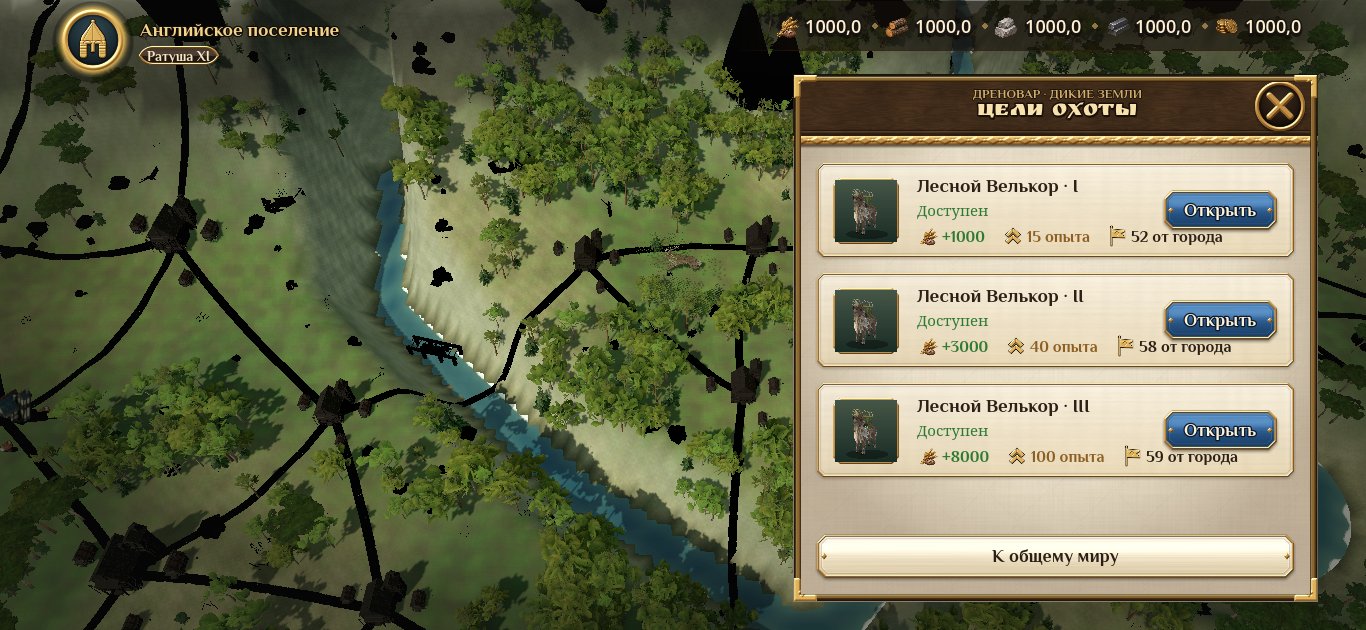 Английское поселение
Ратуша XI
1000,0 1000,0 1000,0 1000,0 1000,0
ДРЕНОВАР · ДИКИЕ ЗЕМЛИ
ЦЕЛИ ОХОТЫ
Лесной Велькор · I
Доступен
+1000 15 опыта 52 от города
Открыть
Лесной Велькор · II
Доступен
+3000 40 опыта 58 от города
Открыть
Лесной Велькор · III
Доступен
+8000 100 опыта 59 от города
Открыть
К общему миру